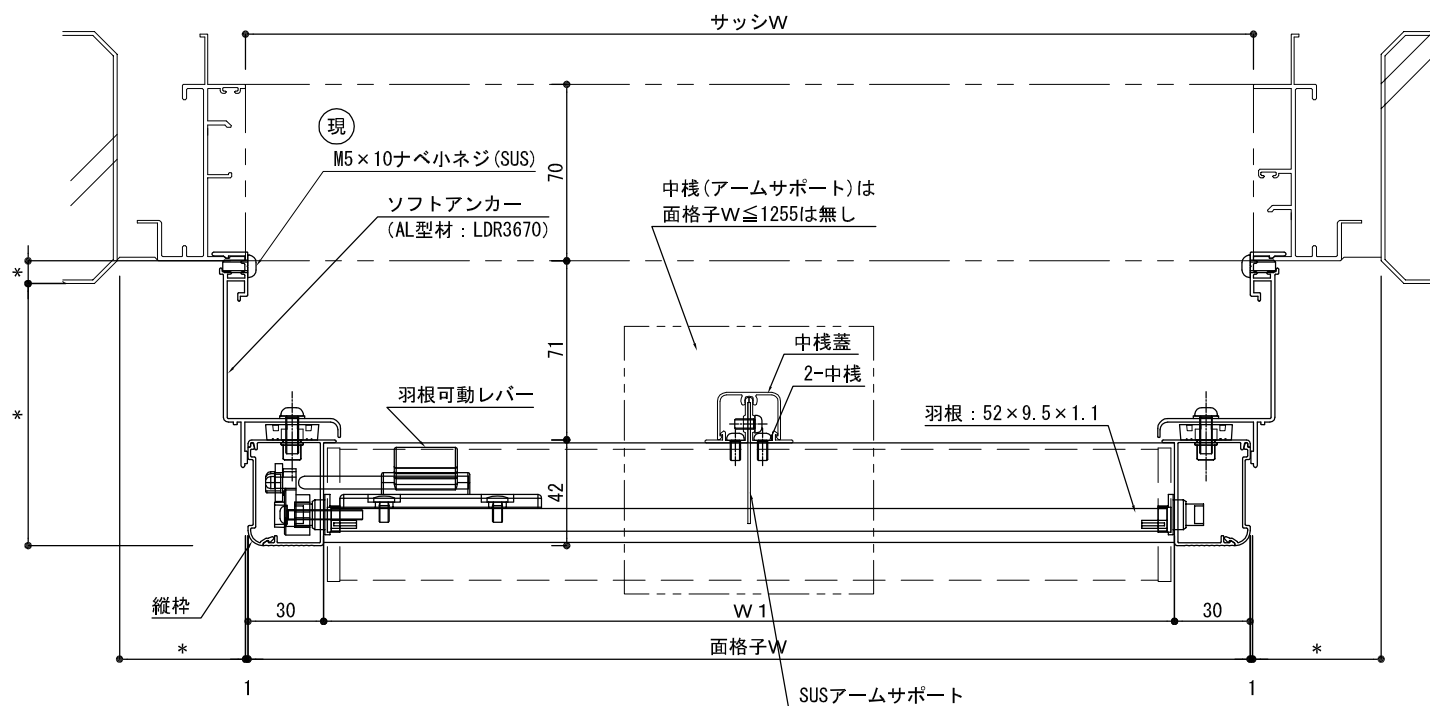 サッシW
現
M5×10ナベ小ネジ(SUS)
ソフトアンカー
(AL型材：LDR3670)
70
中桟(アームサポート)は
面格子W≦1255は無し
*
71
中桟蓋
2-中桟
羽根可動レバー
羽根：52×9.5×1.1
*
42
縦枠
30
W1
30
*
面格子W
*
1
1
SUSアームサポート